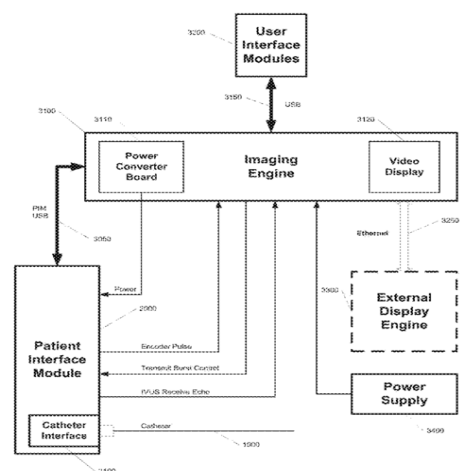 3200
User
Interface
Modules
3150
USB
3100
3110
3120
Power
Converter
Board
Imaging
Engine
Video
Display
PIM
USB
3050
Ethernet
3250
Power
2000
External
Display
Engine
Patient
Interface
Module
Encoder Pulse
Transmit Burst Control
IVUS Receive Echo
Power
Supply
3400
Catheter
Interface
Catheter
1000